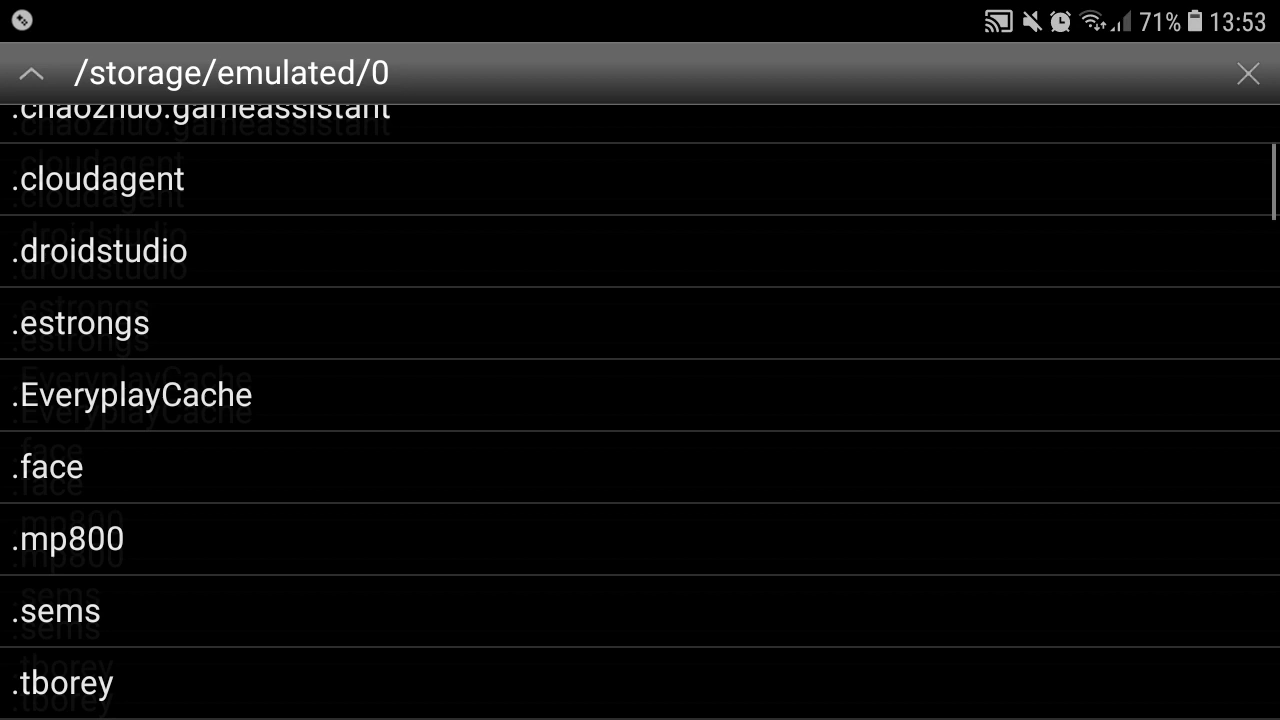 71% 13:53
/storage/emulated/0
.chaozhuo.gameassistant
.cloudagent
.droidstudio
.estrongs
.EveryplayCache
.face
.mp800
.sems
.tborey